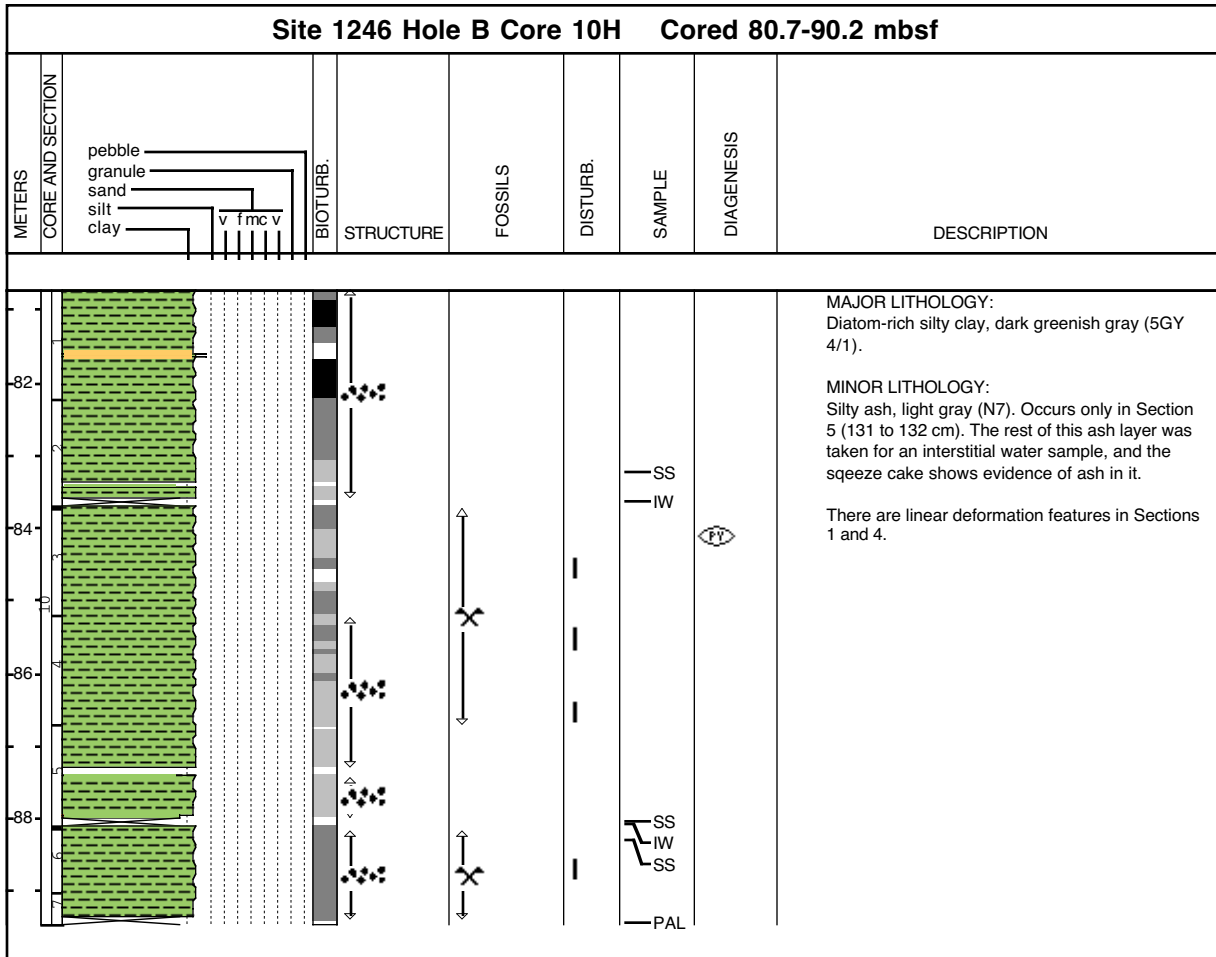 Site 1246 Hole B Core 10H Cored 80.7-90.2 mbsf
METERS
CORE AND SECTION
pebble
granule
sand
silt
clay
v f m c v
BIOTURB.
STRUCTURE
FOSSILS
DISTURB.
SAMPLE
DIAGENESIS
DESCRIPTION
82
84
86
88
10
1
2
3
4
5
6
7
SS
IW
PY
SS
IW
SS
PAL
MAJOR LITHOLOGY:
Diatom-rich silty clay, dark greenish gray (5GY
4/1).
MINOR LITHOLOGY:
Silty ash, light gray (N7). Occurs only in Section
5 (131 to 132 cm). The rest of this ash layer was
taken for an interstitial water sample, and the
sqeeze cake shows evidence of ash in it.
There are linear deformation features in Sections
1 and 4.